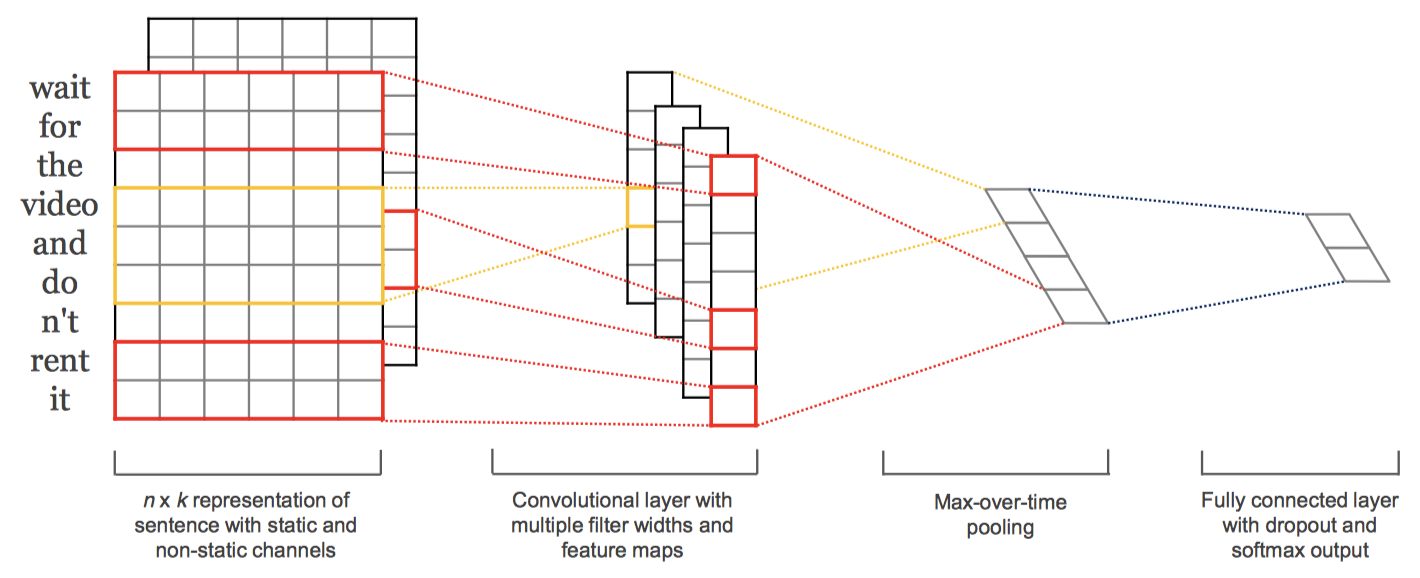 wait
for
the
video
and
do
n't
rent
it
n x k representation of
sentence with static and
non-static channels
Convolutional layer with
multiple filter widths and
feature maps
Max-over-time
pooling
Fully connected layer
with dropout and
softmax output